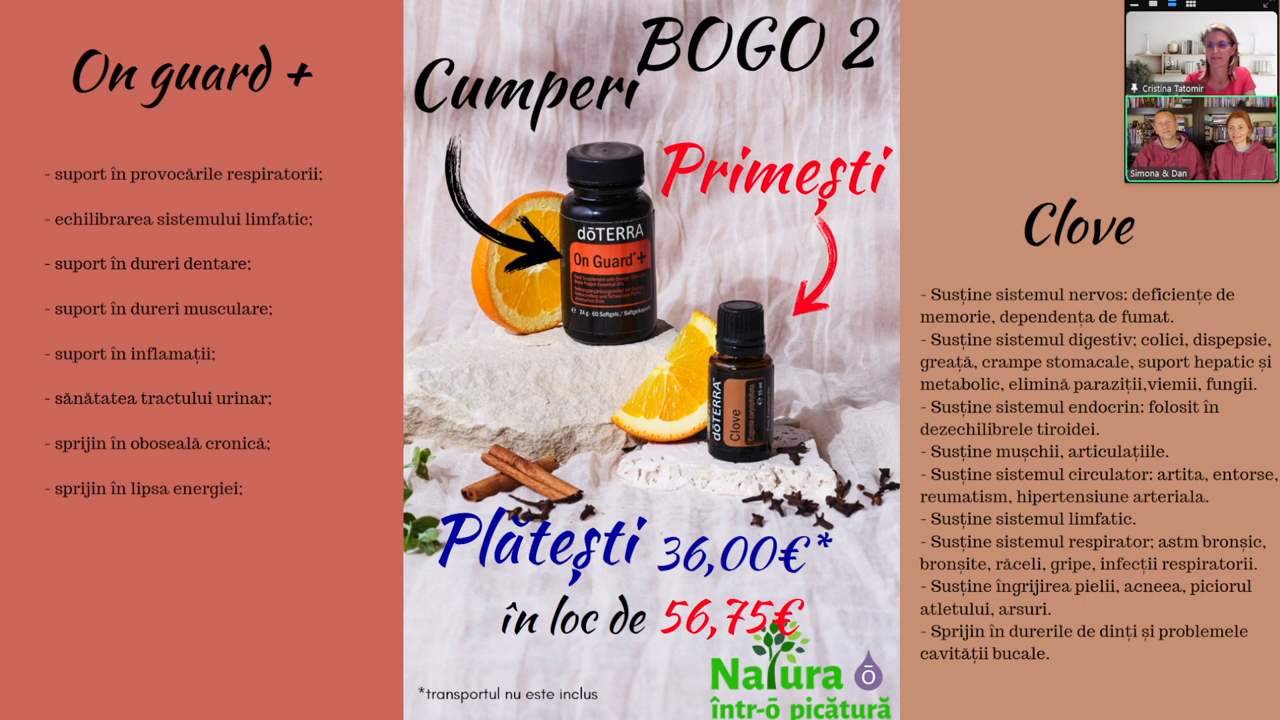 On guard +
- suport în provocările respiratorii;
- echilibrarea sistemului limfatic;
- suport în dureri dentare;
- suport în dureri musculare;
- suport în inflamații;
- sănătatea tractului urinar;
- sprijin în oboseală cronică;
- sprijin în lipsa energiei;
BOGO 2
Cumperi
Primești
dōTERRA
On Guard+
24 g · 60 Softgels
dōTERRA
Clove
15 ml
Plătești 36,00€*
în loc de 56,75€
*transportul nu este inclus
Natura ō
într-ō picătură
Cristina Tatomir
Simona & Dan
Clove
- Susține sistemul nervos: deficiențe de
memorie, dependența de fumat.
- Susține sistemul digestiv; colici, dispepsie,
greață, crampe stomacale, suport hepatic și
metabolic, elimină paraziții,viemii, fungii.
- Susține sistemul endocrin: folosit în
dezechilibrele tiroidei.
- Susține mușchii, articulațiile.
- Susține sistemul circulator: artita, entorse,
reumatism, hipertensiune arteriala.
- Susține sistemul limfatic.
- Susține sistemul respirator; astm bronșic,
bronșite, răceli, gripe, infecții respiratorii.
- Susține îngrijirea pielii, acneea, piciorul
atletului, arsuri.
- Sprijin în durerile de dinți și problemele
cavității bucale.